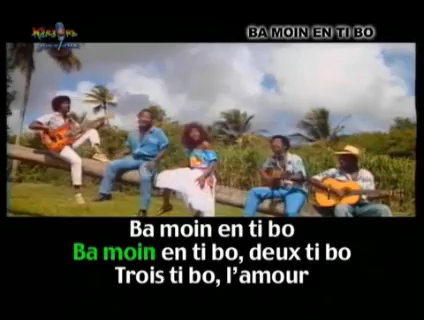 BA MOIN EN TI BO
Ba moin en ti bo
Ba moin en ti bo, deux ti bo
Trois ti bo, l'amour